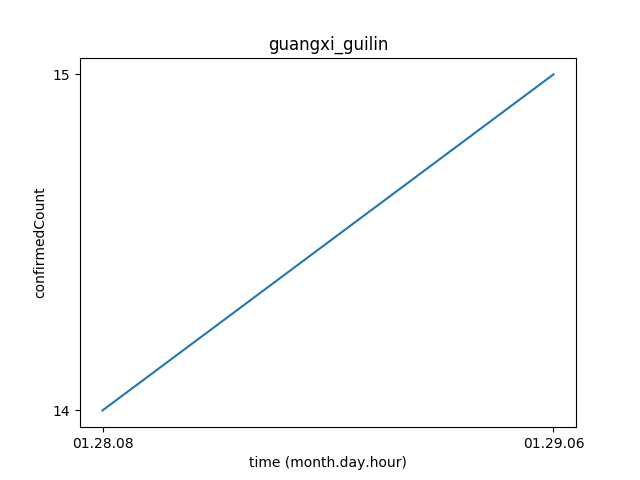 guangxi_guilin
15
confirmedCount
14
01.28.08 01.29.06
time (month.day.hour)